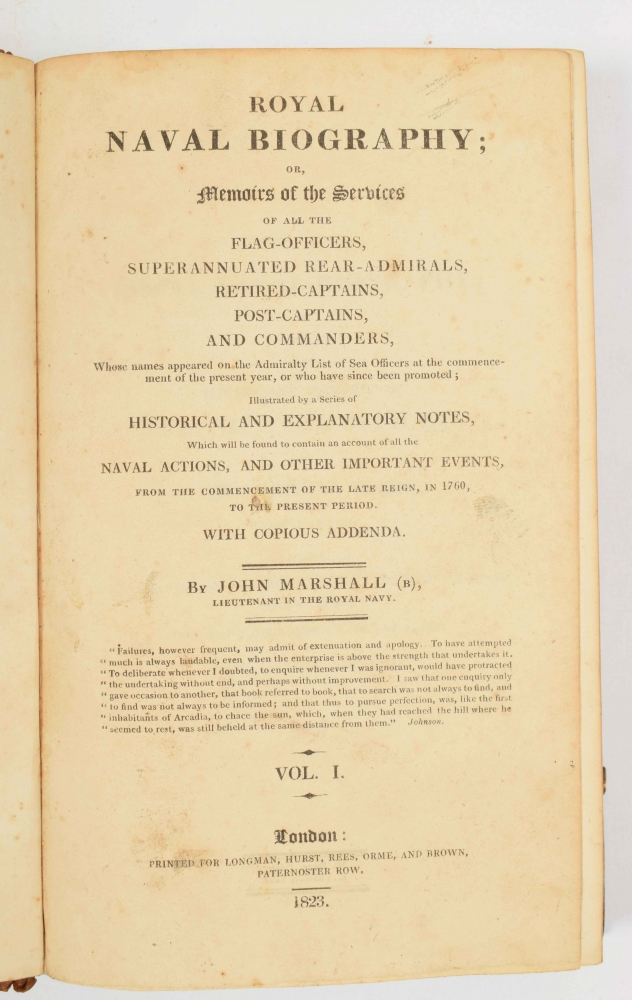 ROYAL
NAVAL BIOGRAPHY;
OR,
Memoirs of the Services
OF ALL THE
FLAG-OFFICERS,
SUPERANNUATED REAR-ADMIRALS,
RETIRED-CAPTAINS,
POST-CAPTAINS,
AND COMMANDERS,
Whose names appeared on the Admiralty List of Sea Officers at the commence-
ment of the present year, or who have since been promoted;
Illustrated by a Series of
HISTORICAL AND EXPLANATORY NOTES,
Which will be found to contain an account of all the
NAVAL ACTIONS, AND OTHER IMPORTANT EVENTS,
FROM THE COMMENCEMENT OF THE LATE REIGN, IN 1760,
TO THE PRESENT PERIOD.
WITH COPIOUS ADDENDA.
By JOHN MARSHALL (B),
LIEUTENANT IN THE ROYAL NAVY.
"Failures, however frequent, may admit of extenuation and apology. To have attempted
"much is always laudable, even when the enterprise is above the strength that undertakes it.
"To deliberate whenever I doubted, to enquire whenever I was ignorant, would have protracted
"the undertaking without end, and perhaps without improvement. I saw that one enquiry only
"gave occasion to another, that book referred to book, that to search was not always to find, and
"to find was not always to be informed; and that thus to pursue perfection, was, like the first
"inhabitants of Arcadia, to chace the sun, which, when they had reached the hill where he
"seemed to rest, was still beheld at the same distance from them." Johnson.
VOL. I.
London:
PRINTED FOR LONGMAN, HURST, REES, ORME, AND BROWN,
PATERNOSTER ROW.
1823.